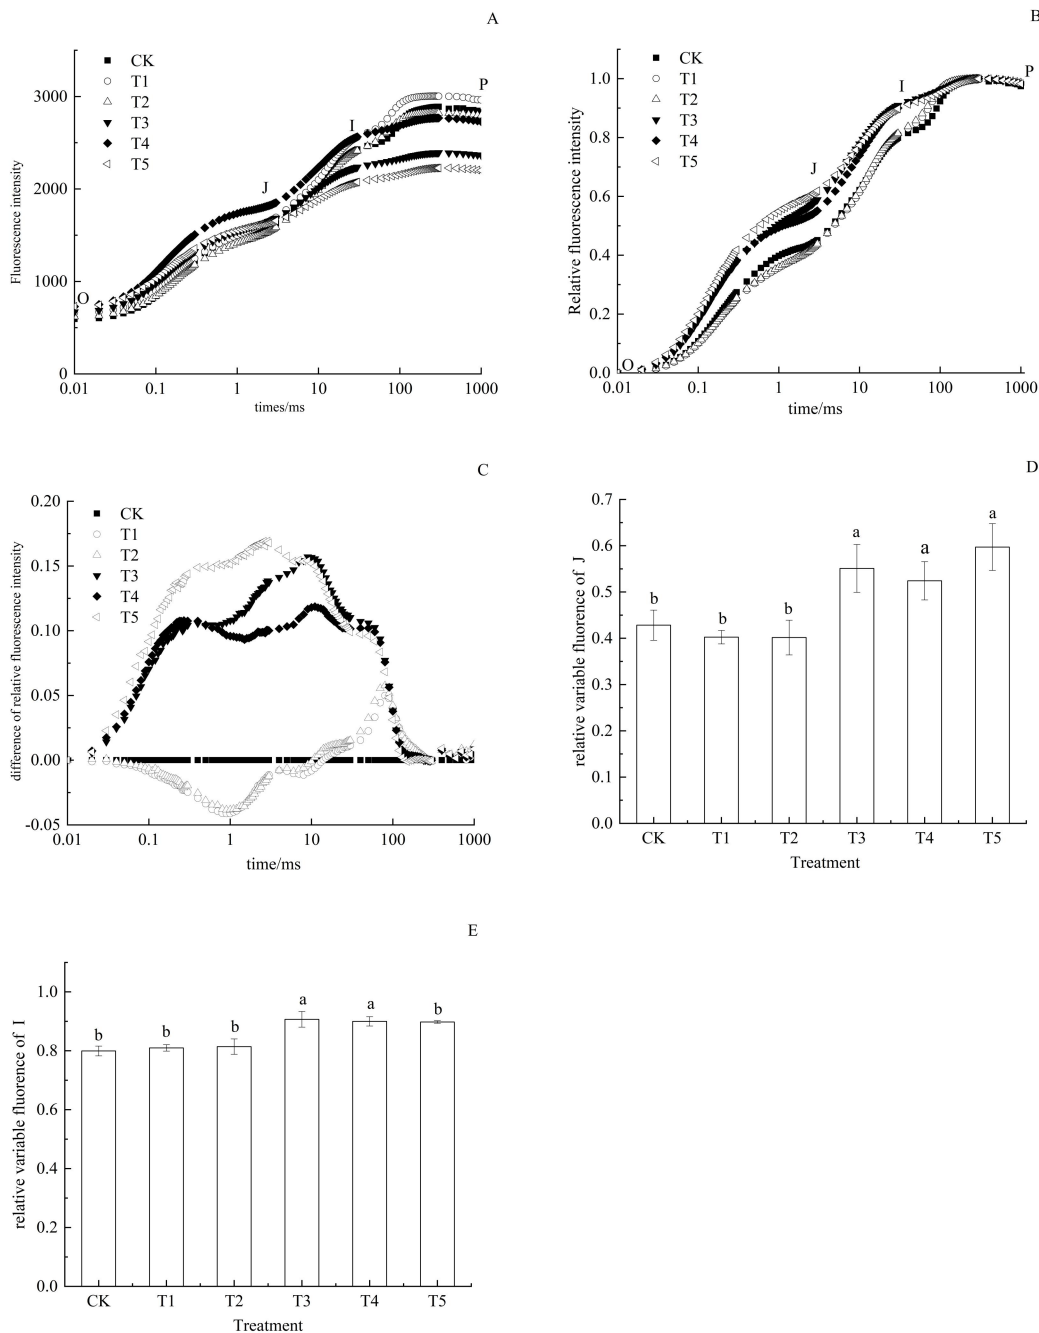 A
Fluorescence intensity
3000
2000
1000
0
CK
T1
T2
T3
T4
T5
O
J
I
P
0.01
0.1
1
10
100
1000
times/ms
B
Relative fluorescence intensity
1.0
0.8
0.6
0.4
0.2
0.0
CK
T1
T2
T3
T4
T5
O
J
I
P
0.01
0.1
1
10
100
1000
time/ms
C
difference of relative fluorescence intensity
0.20
0.15
0.10
0.05
0.00
-0.05
CK
T1
T2
T3
T4
T5
0.01
0.1
1
10
100
1000
time/ms
D
relative variable fluorence of J
0.7
0.6
0.5
0.4
0.3
0.2
0.1
0.0
b
b
b
a
a
a
CK
T1
T2
T3
T4
T5
Treatment
E
relative variable fluorence of I
1.0
0.8
0.6
0.4
0.2
0.0
b
b
b
a
a
b
CK
T1
T2
T3
T4
T5
Treatment